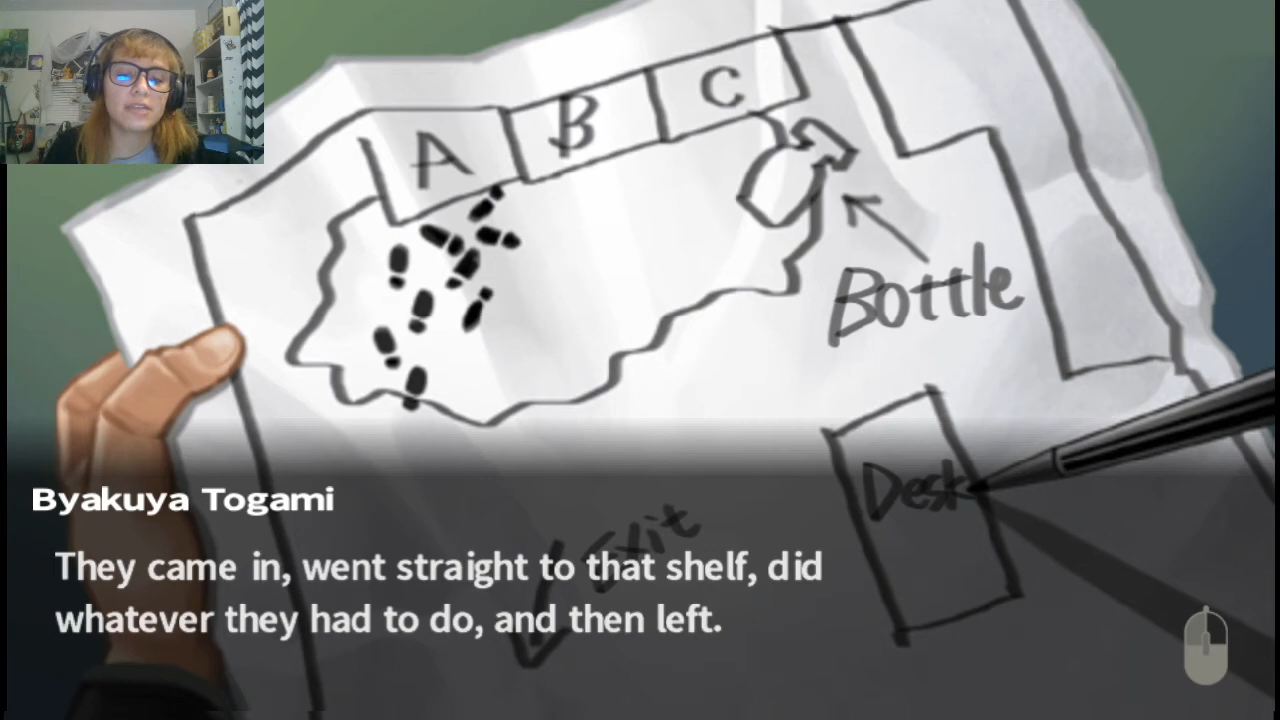 A B C
Bottle
Desk
Exit
Byakuya Togami
They came in, went straight to that shelf, did
whatever they had to do, and then left.